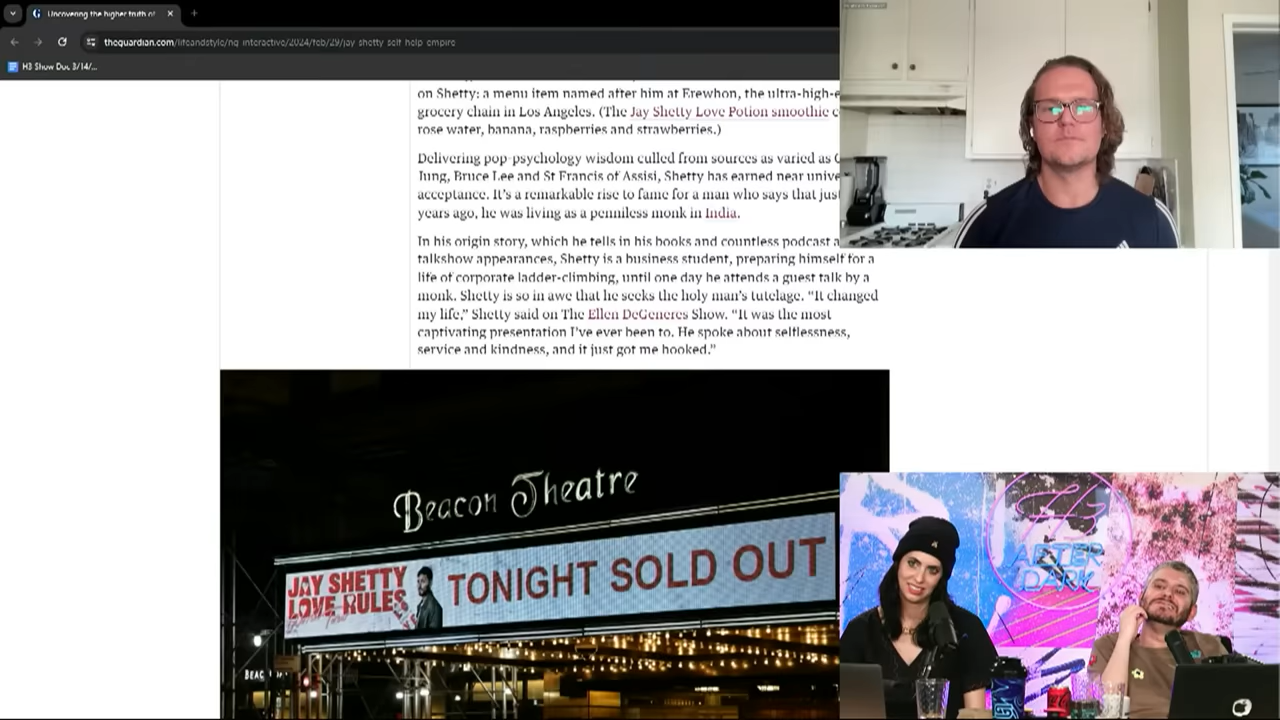 Uncovering the higher truth of
theguardian.com/lifeandstyle/ng-interactive/2024/feb/29/jay-shetty-self-help-empire
H3 Show Doc 3/14/...
on Shetty: a menu item named after him at Erewhon, the ultra-high-e
grocery chain in Los Angeles. (The Jay Shetty Love Potion smoothie c
rose water, banana, raspberries and strawberries.)
Delivering pop-psychology wisdom culled from sources as varied as C
Jung, Bruce Lee and St Francis of Assisi, Shetty has earned near unive
acceptance. It's a remarkable rise to fame for a man who says that just
years ago, he was living as a penniless monk in India.
In his origin story, which he tells in his books and countless podcast a
talkshow appearances, Shetty is a business student, preparing himself for a
life of corporate ladder-climbing, until one day he attends a guest talk by a
monk. Shetty is so in awe that he seeks the holy man's tutelage. “It changed
my life,” Shetty said on The Ellen DeGeneres Show. “It was the most
captivating presentation I've ever been to. He spoke about selflessness,
service and kindness, and it just got me hooked.”
Beacon Theatre
JAY SHETTY
LOVE RULES
TONIGHT SOLD OUT
BEAC
H3
AFTER
DARK